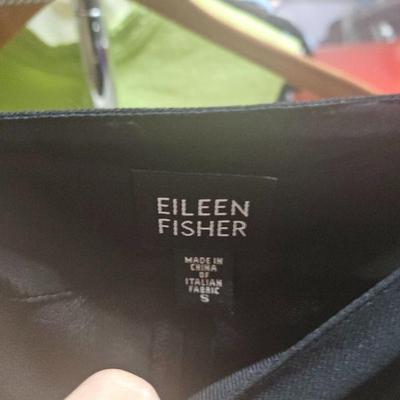 EILEEN
FISHER
MADE IN
CHINA
OF
ITALIAN
FABRIC
S